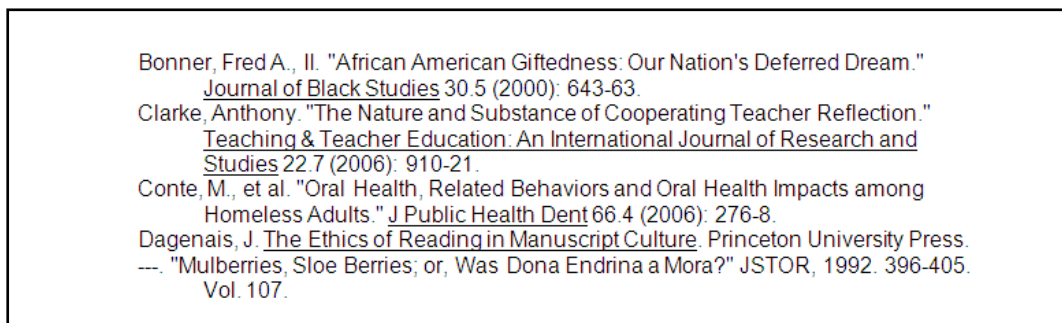 Bonner, Fred A., II. "African American Giftedness: Our Nation's Deferred Dream."
Journal of Black Studies 30.5 (2000): 643-63.
Clarke, Anthony. "The Nature and Substance of Cooperating Teacher Reflection."
Teaching & Teacher Education: An International Journal of Research and
Studies 22.7 (2006): 910-21.
Conte, M., et al. "Oral Health, Related Behaviors and Oral Health Impacts among
Homeless Adults." J Public Health Dent 66.4 (2006): 276-8.
Dagenais, J. The Ethics of Reading in Manuscript Culture. Princeton University Press.
---. "Mulberries, Sloe Berries; or, Was Dona Endrina a Mora?" JSTOR, 1992. 396-405.
Vol. 107.